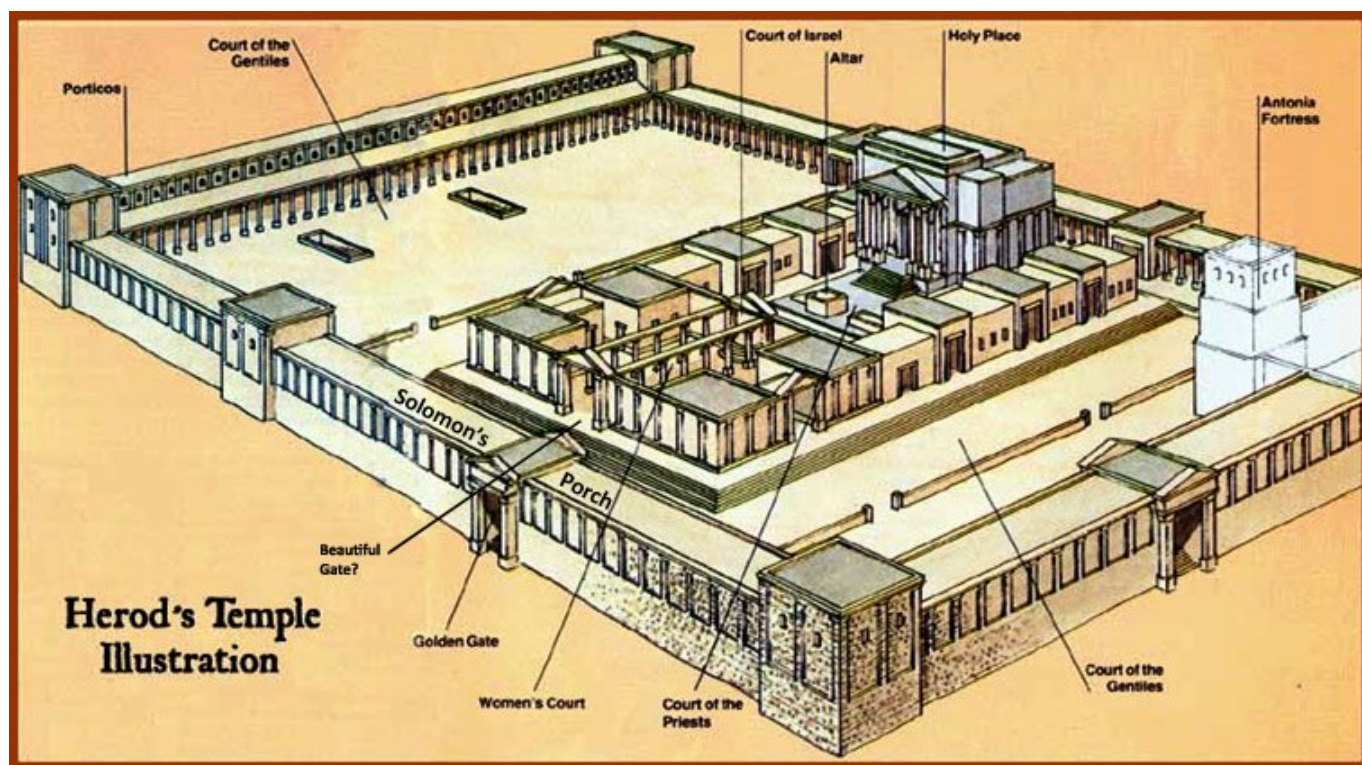 Court of the
Gentiles
Porticos
Court of Israel
Altar
Holy Place
Antonia
Fortress
Solomon's
Porch
Beautiful
Gate?
Herod's Temple
Illustration
Golden Gate
Women's Court
Court of the
Priests
Court of the
Gentiles